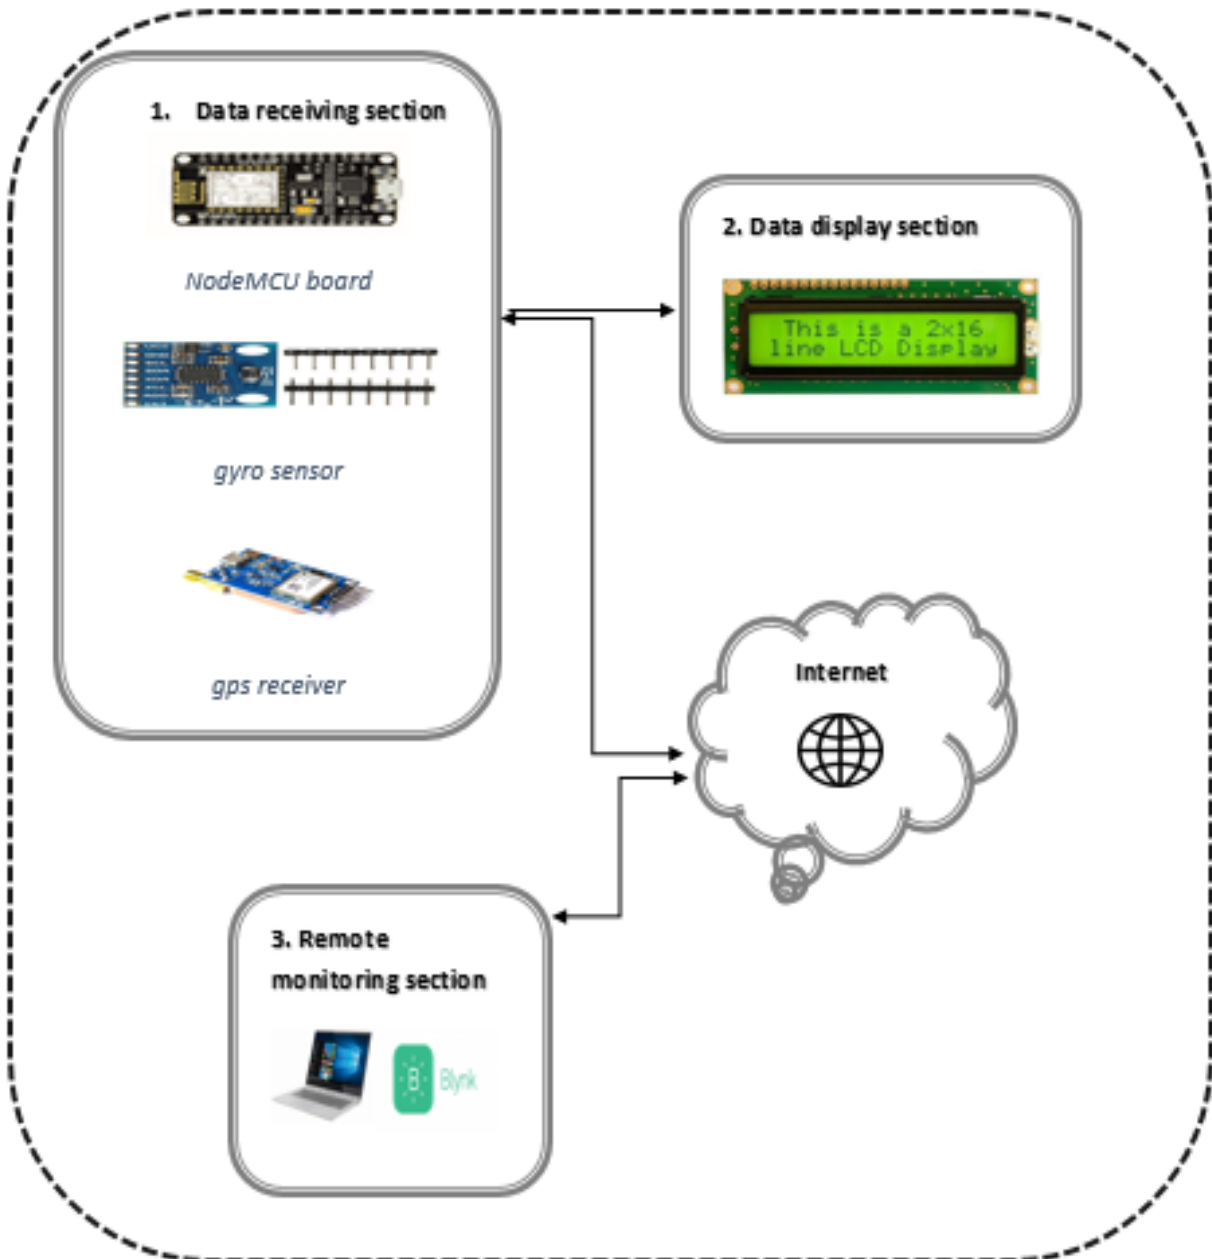 1. Data receiving section
NodeMCU board
gyro sensor
gps receiver
2. Data display section
This is a 2x16
line LCD Display
Internet
3. Remote
monitoring section
B
Blynk